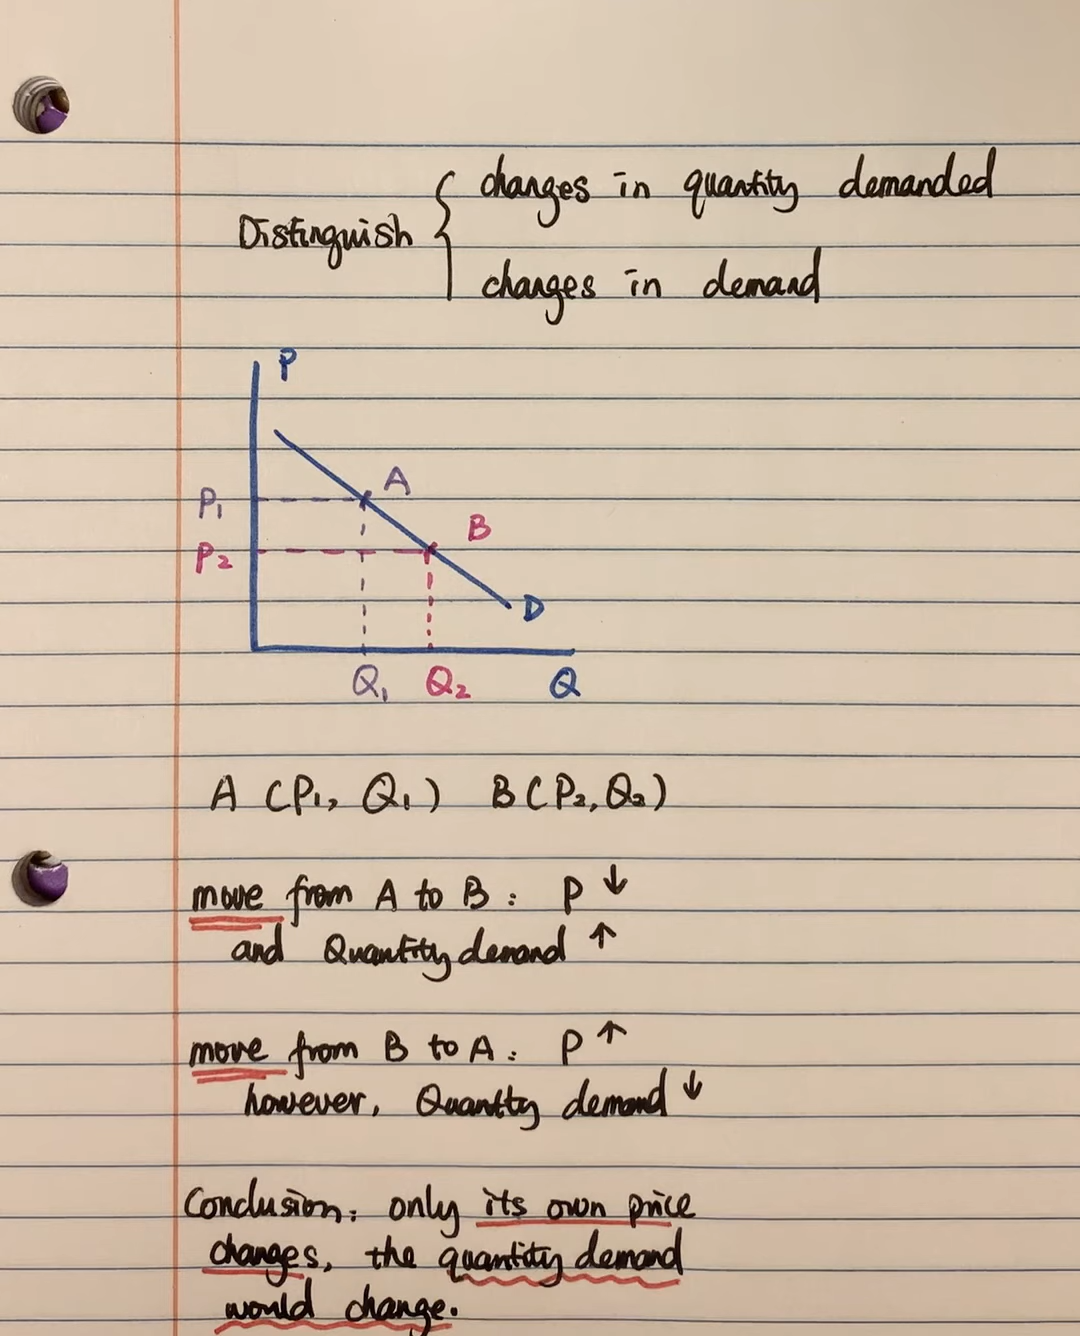 changes in quantity demanded
Distinguish {
changes in demand
P
A
P₁
B
P₂
D
Q₁ Q₂ Q
A (P₁, Q₁) B (P₂, Q₂)
move from A to B : P ↓
and Quantity demand ↑
move from B to A : P ↑
however, Quantty demand ↓
Conclusion: only its own price
changes, the quantity demand
would change.